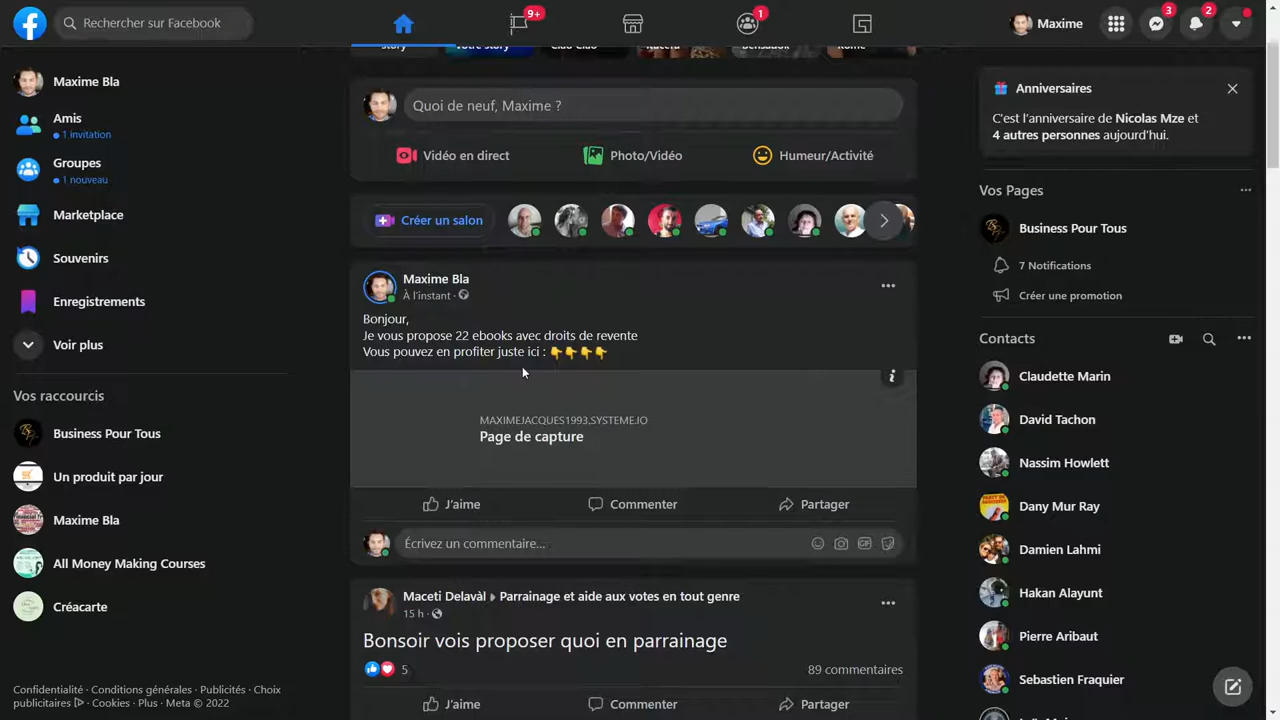 Rechercher sur Facebook
9+
1
Maxime
3
2
story
Votre story
Ciao Ciao
Bensadok
Rome
Maxime Bla
Amis
1 invitation
Groupes
1 nouveau
Marketplace
Souvenirs
Enregistrements
Voir plus
Vos raccourcis
Business Pour Tous
Un produit par jour
Maxime Bla
All Money Making Courses
Créacarte
Confidentialité · Conditions générales · Publicités · Choix
publicitaires · Cookies · Plus · Meta © 2022
Quoi de neuf, Maxime ?
Vidéo en direct
Photo/Vidéo
Humeur/Activité
Créer un salon
Maxime Bla
À l'instant ·
Bonjour,
Je vous propose 22 ebooks avec droits de revente
Vous pouvez en profiter juste ici : 👇👇👇👇
MAXIMEJACQUES1993.SYSTEME.IO
Page de capture
J'aime
Commenter
Partager
Écrivez un commentaire...
GIF
Maceti Delavàl ▸ Parrainage et aide aux votes en tout genre
15 h ·
Bonsoir vois proposer quoi en parrainage
5
89 commentaires
J'aime
Commenter
Partager
Anniversaires
C'est l'anniversaire de Nicolas Mze et
4 autres personnes aujourd'hui.
Vos Pages
Business Pour Tous
7 Notifications
Créer une promotion
Contacts
Claudette Marin
David Tachon
Nassim Howlett
Dany Mur Ray
Damien Lahmi
Hakan Alayunt
Pierre Aribaut
Sebastien Fraquier